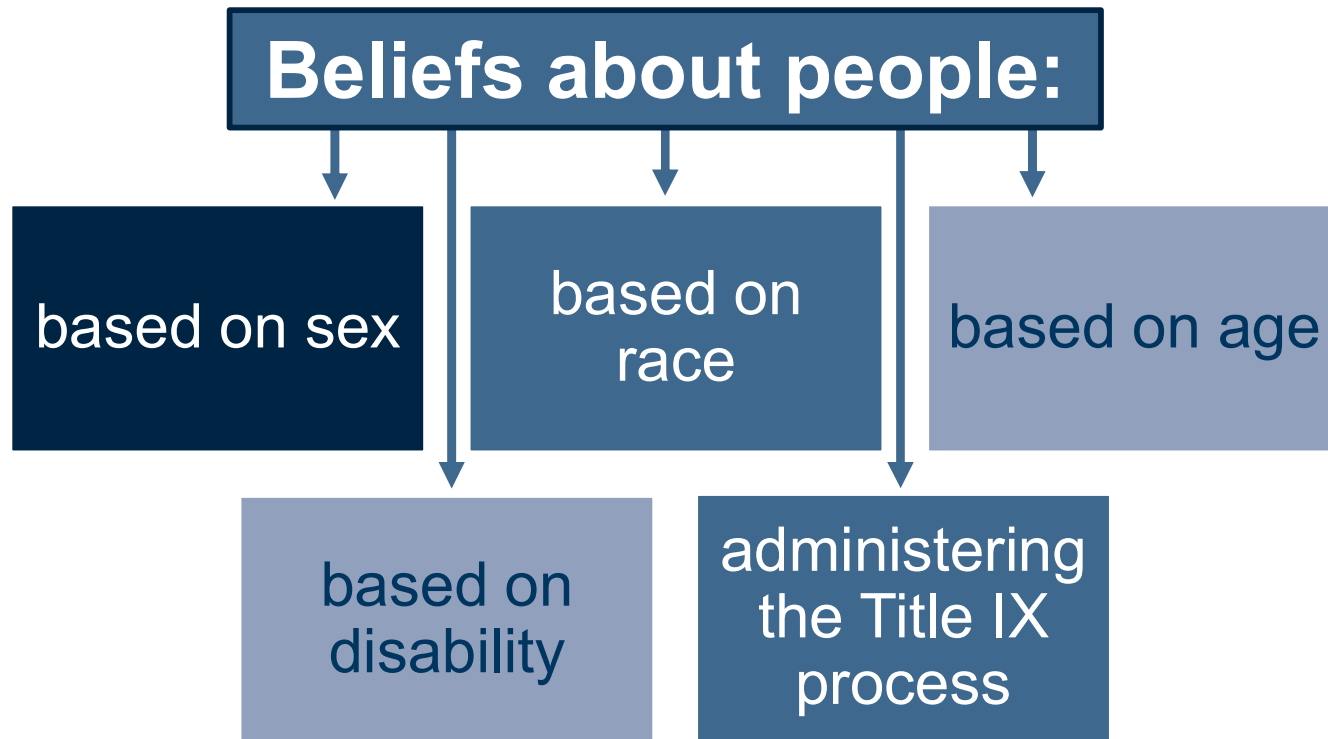 Beliefs about people:
based on sex
based on
race
based on age
based on
disability
administering
the Title IX
process